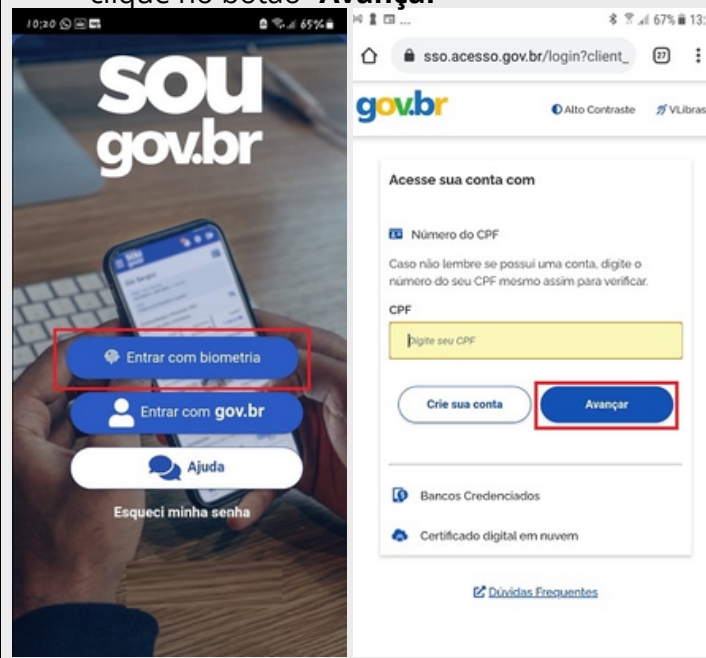 clique no botão "Avançar"
10:20
65%
sou
gov.br
Entrar com biometria
Entrar com gov.br
Ajuda
Esqueci minha senha
67% 13:
sso.acesso.gov.br/login?client_
27
gov.br
Alto Contraste
VLibras
Acesse sua conta com
Número do CPF
Caso não lembre se possui uma conta, digite o
número do seu CPF mesmo assim para verificar.
CPF
Digite seu CPF
Crie sua conta
Avançar
Bancos Credenciados
Certificado digital em nuvem
Dúvidas Frequentes